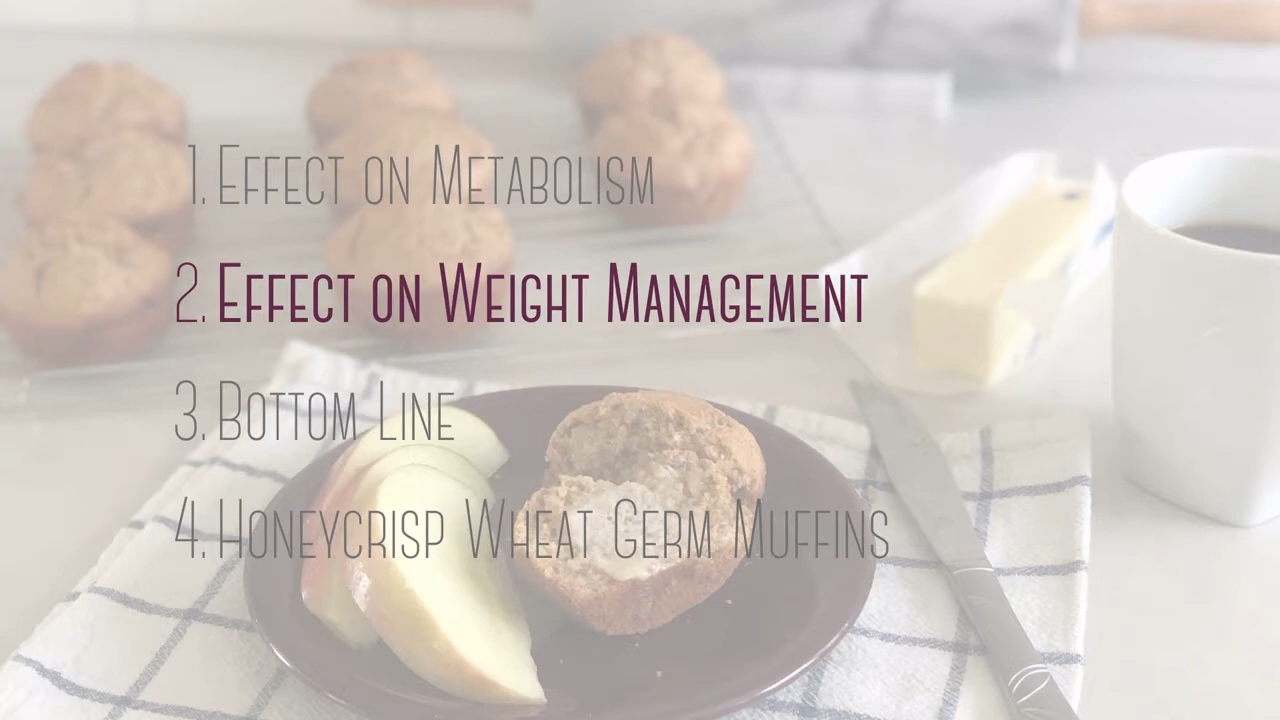 1. Effect on Metabolism
2. Effect on Weight Management
3. Bottom Line
4. Honeycrisp Wheat Germ Muffins